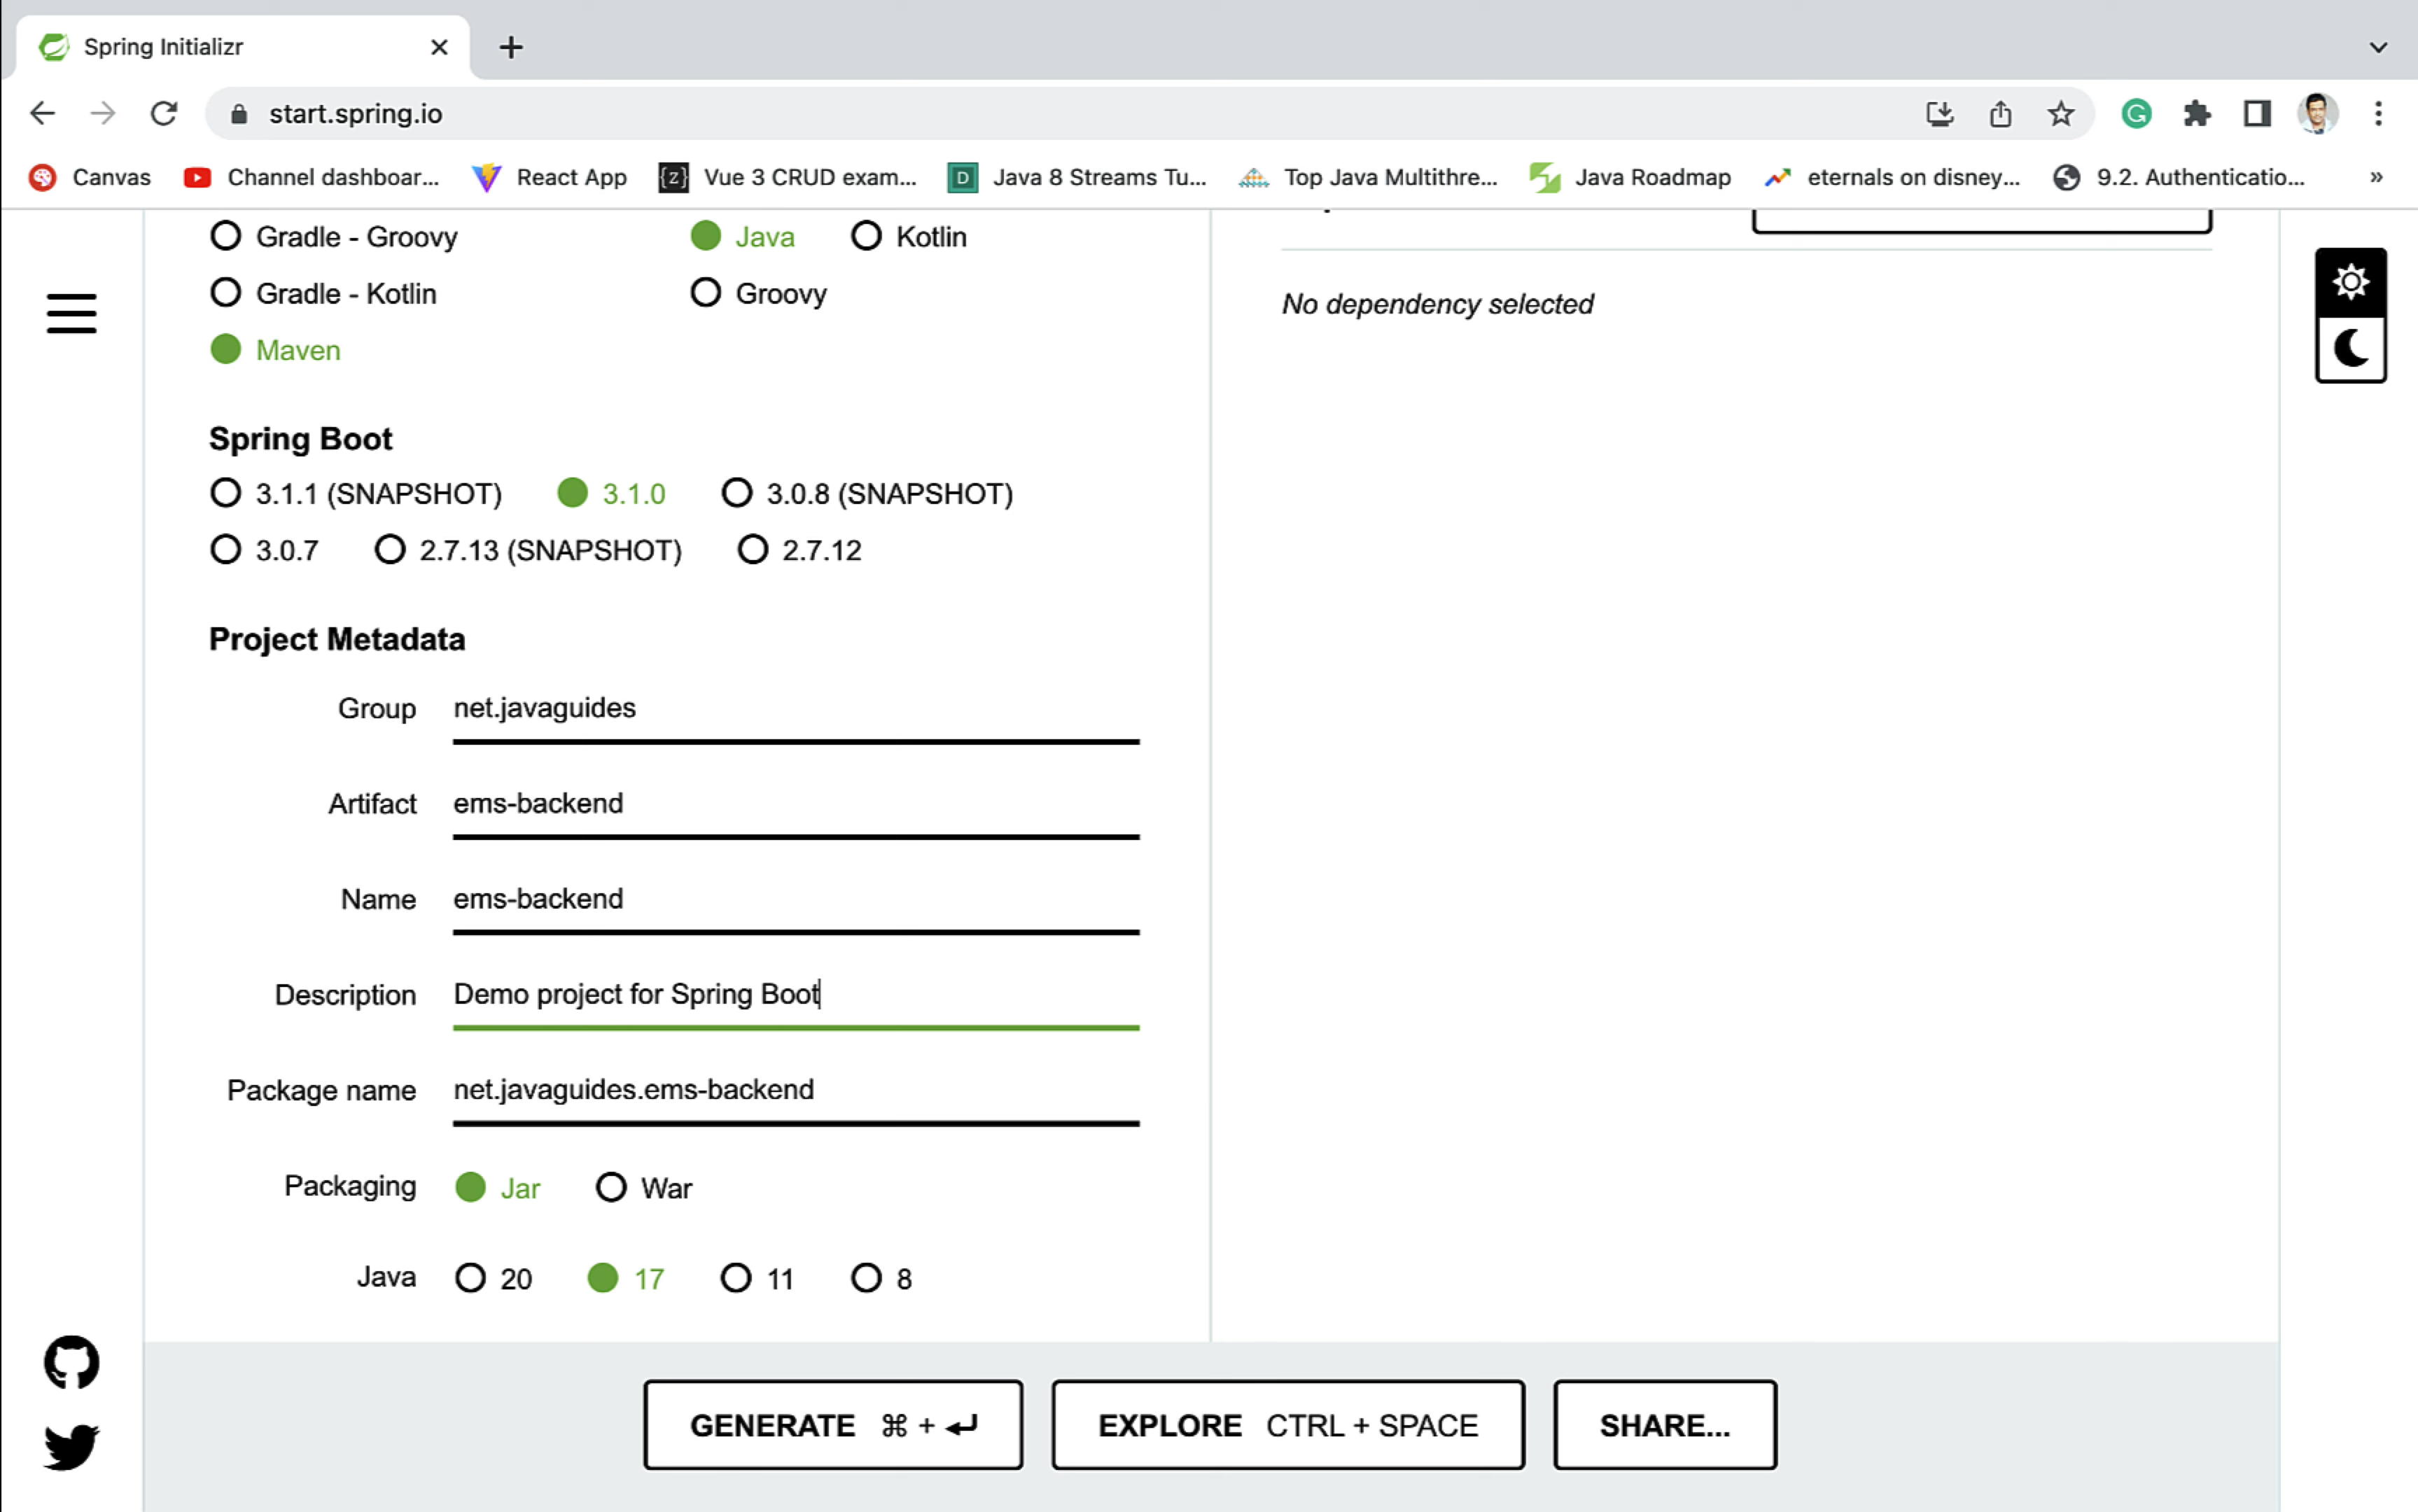 Spring Initializr
start.spring.io
Canvas
Channel dashboar...
React App
Vue 3 CRUD exam...
Java 8 Streams Tu...
Top Java Multithre...
Java Roadmap
eternals on disney...
9.2. Authenticatio...
»
Gradle - Groovy
Java
Kotlin
Gradle - Kotlin
Groovy
Maven
No dependency selected
Spring Boot
3.1.1 (SNAPSHOT)
3.1.0
3.0.8 (SNAPSHOT)
3.0.7
2.7.13 (SNAPSHOT)
2.7.12
Project Metadata
Group net.javaguides
Artifact ems-backend
Name ems-backend
Description Demo project for Spring Boot
Package name net.javaguides.ems-backend
Packaging Jar War
Java 20 17 11 8
GENERATE ⌘ + ↵
EXPLORE CTRL + SPACE
SHARE...